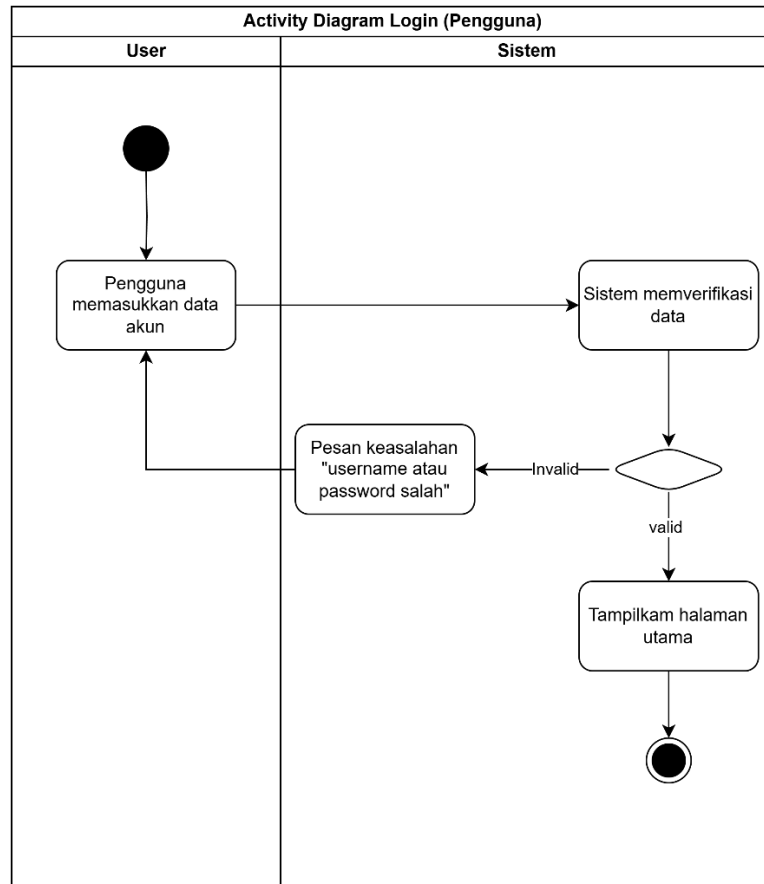 Activity Diagram Login (Pengguna)
User
Sistem
Pengguna
memasukkan data
akun
Sistem memverifikasi
data
Pesan keasalahan
"username atau
password salah"
Invalid
valid
Tampilkam halaman
utama